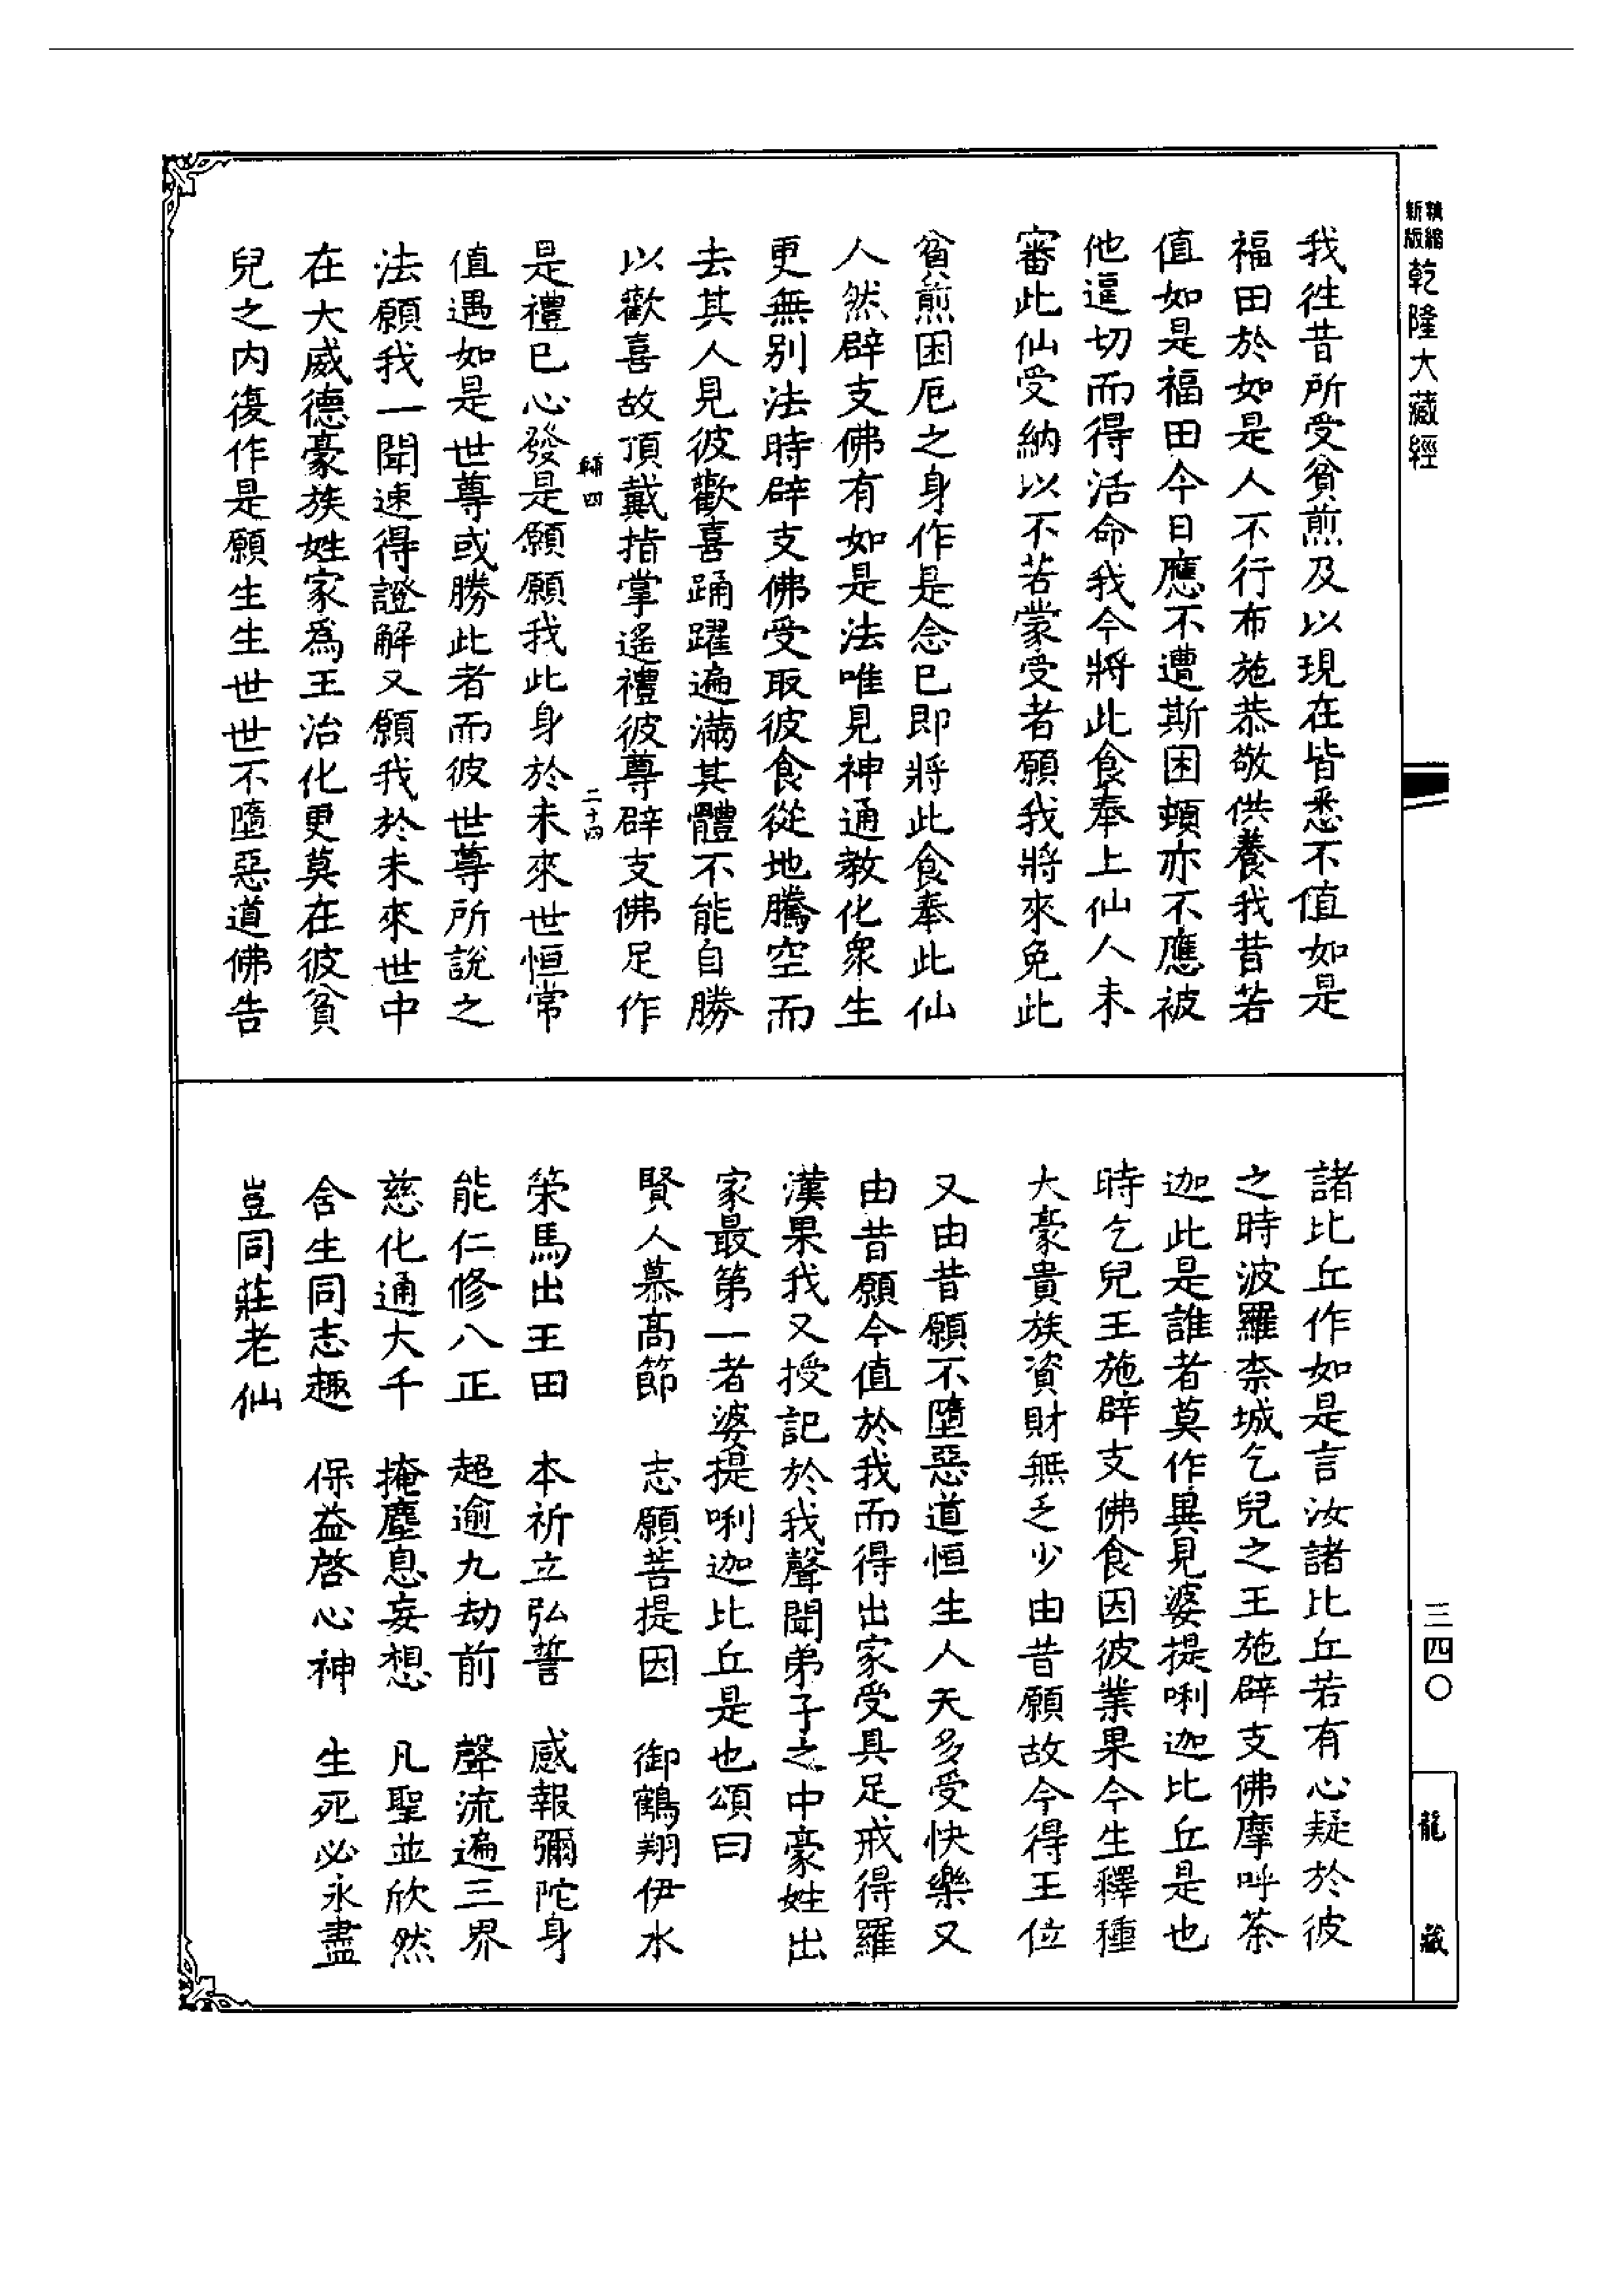 精縮新版乾隆大藏經
我往昔所受貧煎及以現在皆悉不值如是
福田於如是人不行布施恭敬供養我昔若
值如是福田今日應不遭斯困頓亦不應被
他逼切而得活命我今將此食奉上仙人未
審此仙受納以不若蒙受者願我將來免此
貧煎困厄之身作是念已即將此食奉此仙
人然辟支佛有如是法唯見神通教化衆生
更無別法時辟支佛受取彼食從地騰空而
去其人見彼歡喜踊躍遍滿其體不能自勝
以歡喜故頂戴指掌遙禮彼尊辟支佛足作
輔四 二十四
是禮已心發是願願我此身於未來世恒常
值遇如是世尊或勝此者而彼世尊所說之
法願我一聞速得證解又願我於未來世中
在大威德豪族姓家爲王治化更莫在彼貧
兒之内復作是願生生世世不墮惡道佛告
諸比丘作如是言汝諸比丘若有心疑於彼
之時波羅柰城乞兒之王施辟支佛摩呼荼
迦此是誰者莫作異見婆提唎迦比丘是也
時乞兒王施辟支佛食因彼業果今生釋種
大豪貴族資財無乏少由昔願故今得王位
又由昔願不墮惡道恒生人天多受快樂又
由昔願今值於我而得出家受具足戒得羅
漢果我又授記於我聲聞弟子之中豪姓出
家最第一者婆提唎迦比丘是也頌曰
賢人慕高節 志願菩提因 御鶴翔伊水
策馬出王田 本祈立弘誓 感報彌陀身
能仁修八正 超逾九劫前 聲流遍三界
慈化通大千 掩塵息妄想 凡聖並欣然
含生同志趣 保益啓心神 生死必永盡
豈同莊老仙
三四〇
龍藏